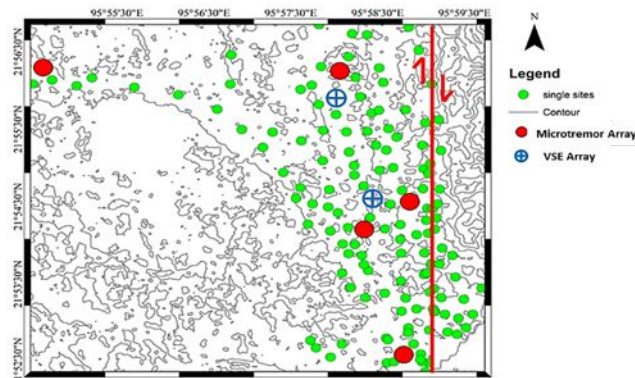 95°55'30"E 95°56'30"E 95°57'30"E 95°58'30"E 95°59'30"E
N
21°56'30"N
21°55'30"N
21°54'30"N
21°53'30"N
21°52'30"N
Legend
single sites
Contour
Microtremor Array
VSE Array